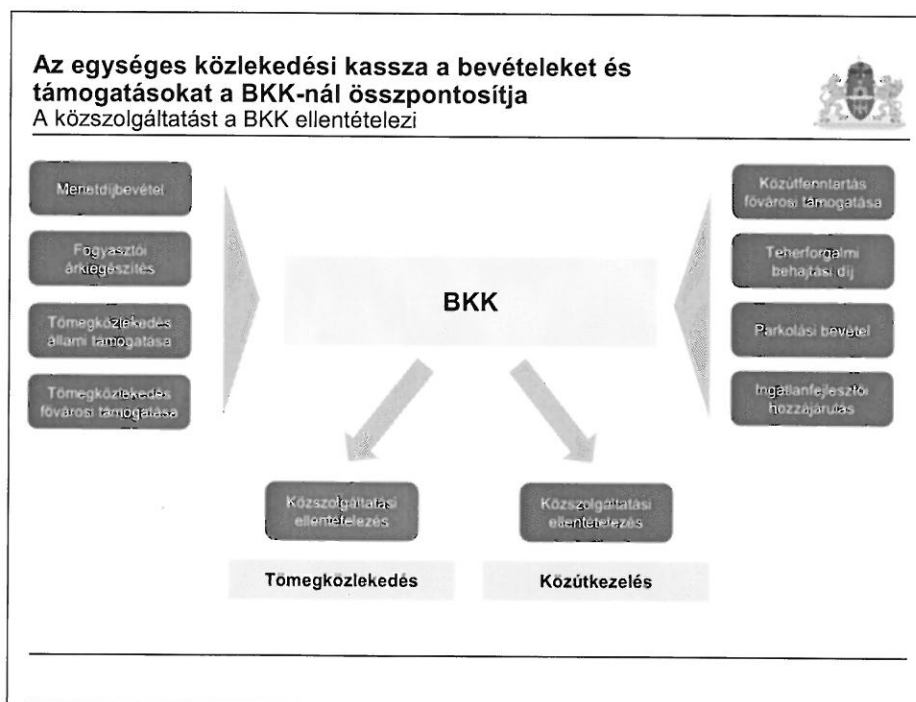 Az egységes közlekedési kassza a bevételeket és
támogatásokat a BKK-nál összpontosítja
A közszolgáltatást a BKK ellentételezi
Menetdíjbevétel
Fogyasztói
árkiegészítés
Tömegközlekedés
állami támogatása
Tömegközlekedés
fővárosi támogatása
BKK
Közútfenntartás
fővárosi támogatása
Teherforgalmi
behajtási díj
Parkolási bevétel
Ingatlanfejlesztői
hozzájárulás
Közszolgáltatási
ellentételezés
Tömegközlekedés
Közszolgáltatási
ellentételezés
Közútkezelés